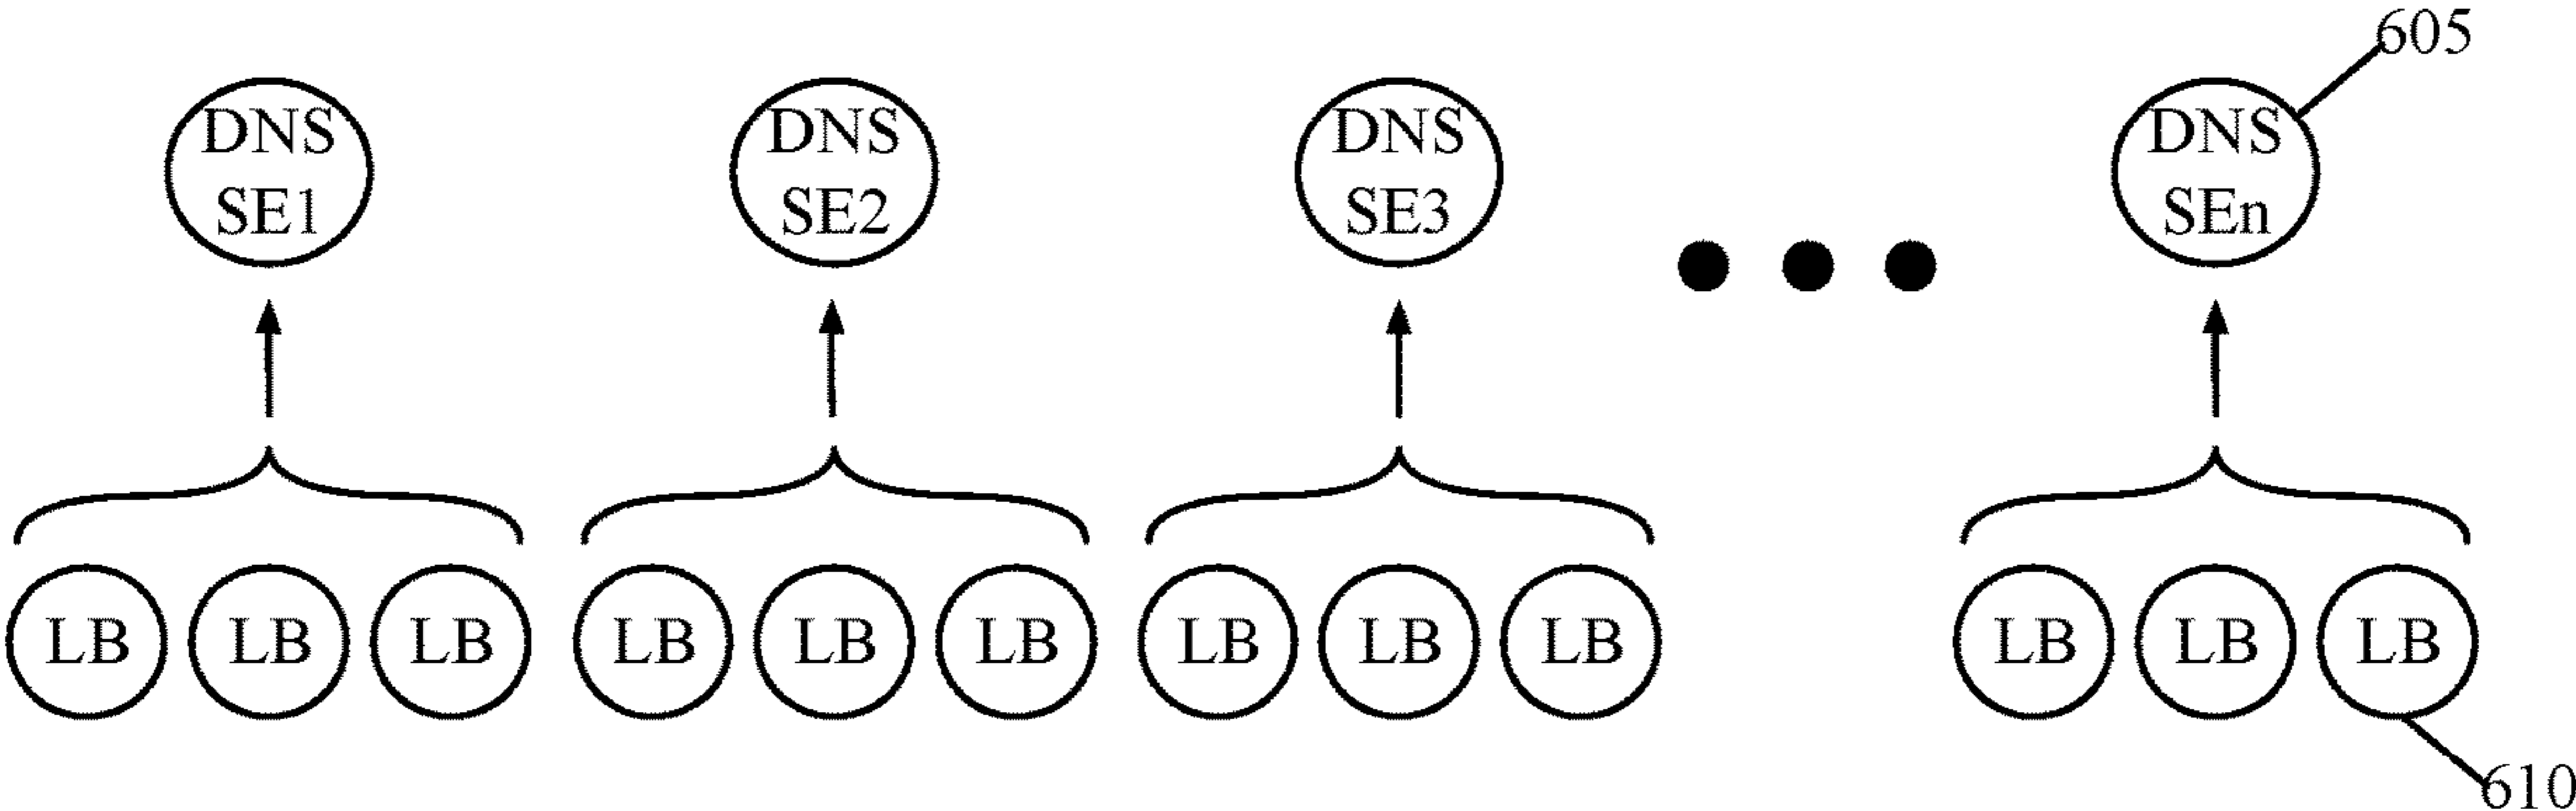 605
DNS
SE1
DNS
SE2
DNS
SE3
DNS
SEn
LB LB LB LB LB LB LB LB LB LB LB LB
610